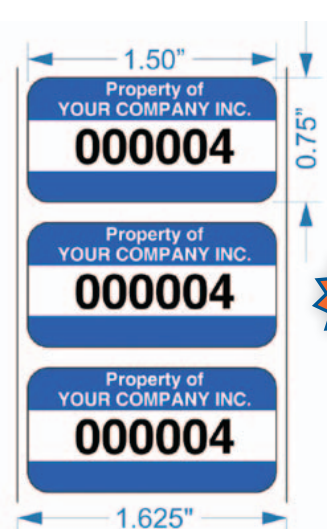 1.50"
Property of
YOUR COMPANY INC.
000004
0.75"
Property of
YOUR COMPANY INC.
000004
Property of
YOUR COMPANY INC.
000004
1.625"